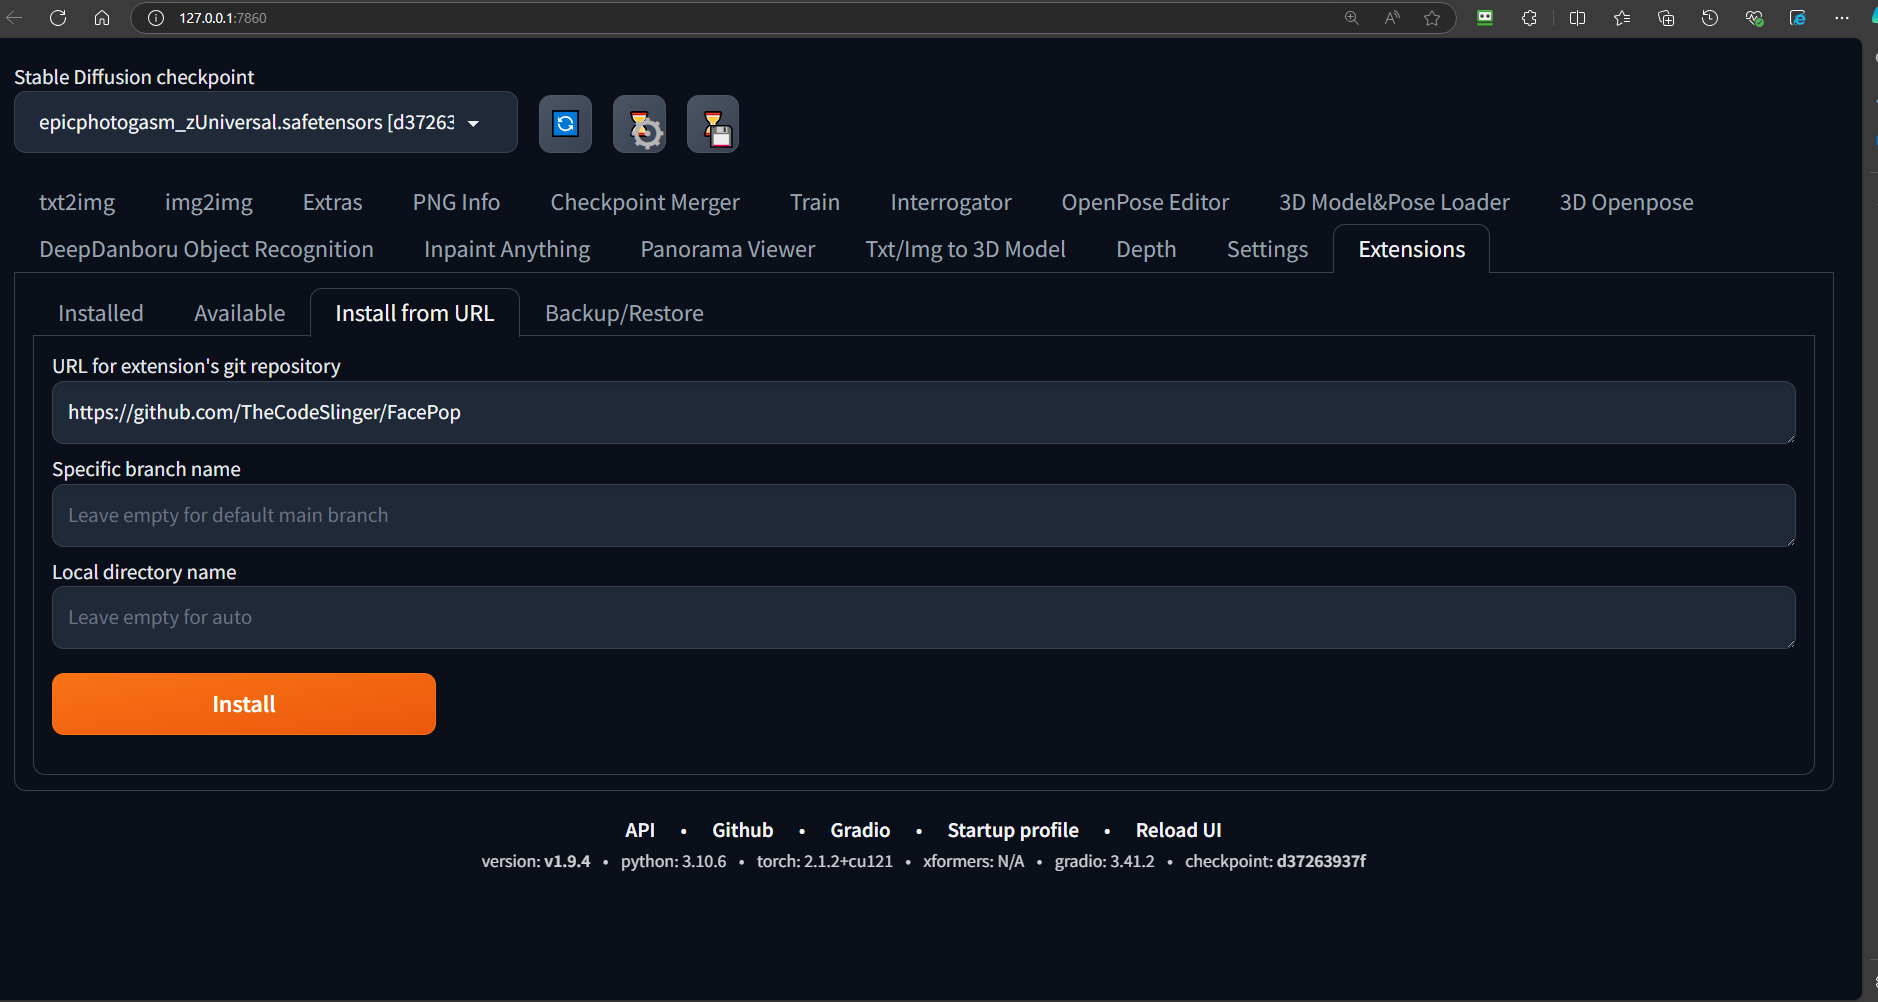 127.0.0.1:7860
Stable Diffusion checkpoint
epicphotogasm_zUniversal.safetensors [d37263
txt2img img2img Extras PNG Info Checkpoint Merger Train Interrogator OpenPose Editor 3D Model&Pose Loader 3D Openpose
DeepDanboru Object Recognition Inpaint Anything Panorama Viewer Txt/Img to 3D Model Depth Settings Extensions
Installed Available Install from URL Backup/Restore
URL for extension's git repository
https://github.com/TheCodeSlinger/FacePop
Specific branch name
Leave empty for default main branch
Local directory name
Leave empty for auto
Install
API • Github • Gradio • Startup profile • Reload UI
version: v1.9.4 • python: 3.10.6 • torch: 2.1.2+cu121 • xformers: N/A • gradio: 3.41.2 • checkpoint: d37263937f